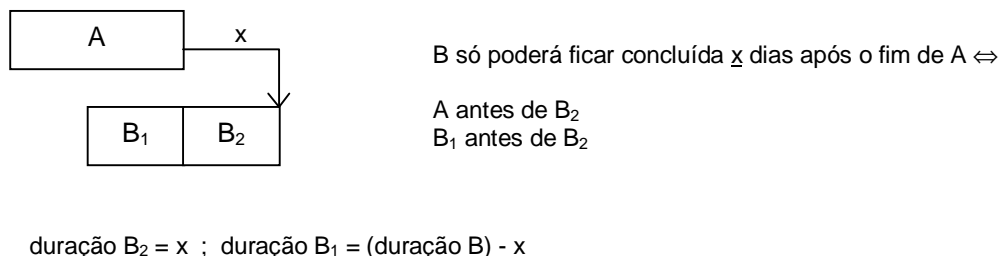 A
x
B só poderá ficar concluída x dias após o fim de A ⇔
A antes de B₂
B₁ antes de B₂
B₁
B₂
duração B₂ = x ; duração B₁ = (duração B) - x